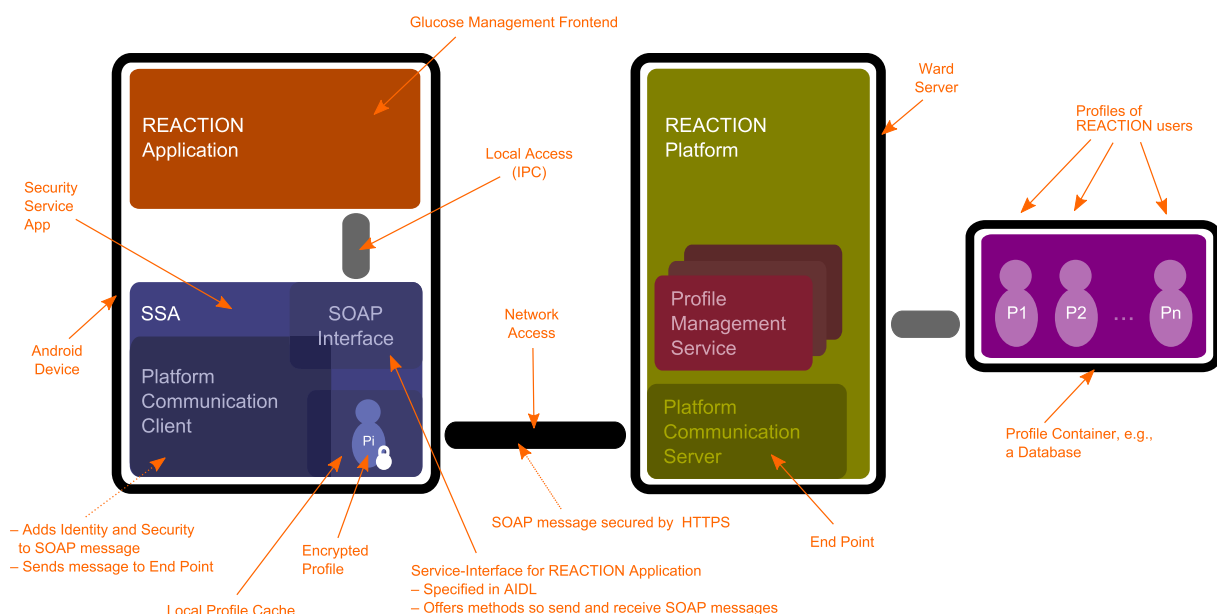 Glucose Management Frontend
Ward
Server
Profiles of
REACTION users
REACTION
Application
REACTION
Platform
Local Access
(IPC)
Security
Service
App
SSA
SOAP
Interface
Profile
Management
Service
P1
P2
...
Pn
Network
Access
Android
Device
Platform
Communication
Client
Pi
Platform
Communication
Server
Profile Container, e.g.,
a Database
– Adds Identity and Security
to SOAP message
– Sends message to End Point
SOAP message secured by HTTPS
End Point
Encrypted
Profile
Service-Interface for REACTION Application
– Specified in AIDL
– Offers methods so send and receive SOAP messages
Local Profile Cache